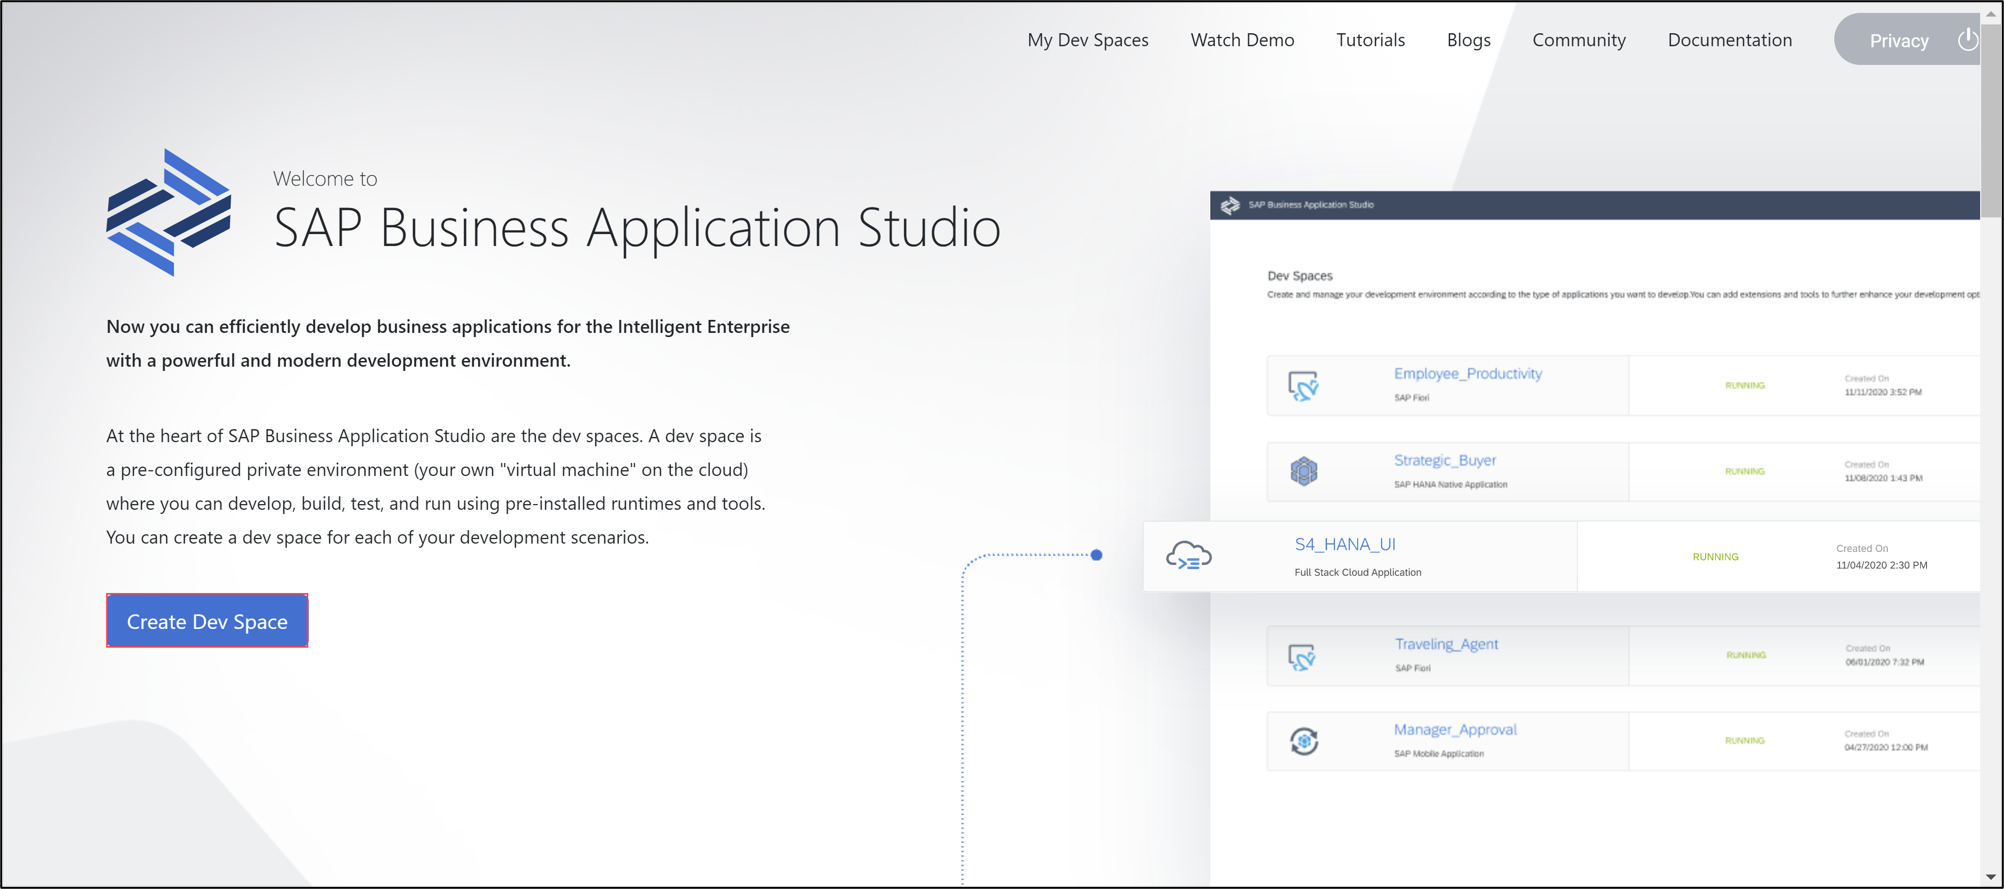 My Dev Spaces Watch Demo Tutorials Blogs Community Documentation Privacy
Welcome to
SAP Business Application Studio
Now you can efficiently develop business applications for the Intelligent Enterprise
with a powerful and modern development environment.
At the heart of SAP Business Application Studio are the dev spaces. A dev space is
a pre-configured private environment (your own "virtual machine" on the cloud)
where you can develop, build, test, and run using pre-installed runtimes and tools.
You can create a dev space for each of your development scenarios.
Create Dev Space
SAP Business Application Studio
Dev Spaces
Create and manage your development environment according to the type of applications you want to develop.You can add extensions and tools to further enhance your development opt
Employee_Productivity
SAP Fiori
RUNNING
Created On
11/11/2020 3:52 PM
Strategic_Buyer
SAP HANA Native Application
RUNNING
Created On
11/08/2020 1:43 PM
S4_HANA_UI
Full Stack Cloud Application
RUNNING
Created On
11/04/2020 2:30 PM
Traveling_Agent
SAP Fiori
RUNNING
Created On
06/01/2020 7:32 PM
Manager_Approval
SAP Mobile Application
RUNNING
Created On
04/27/2020 12:00 PM